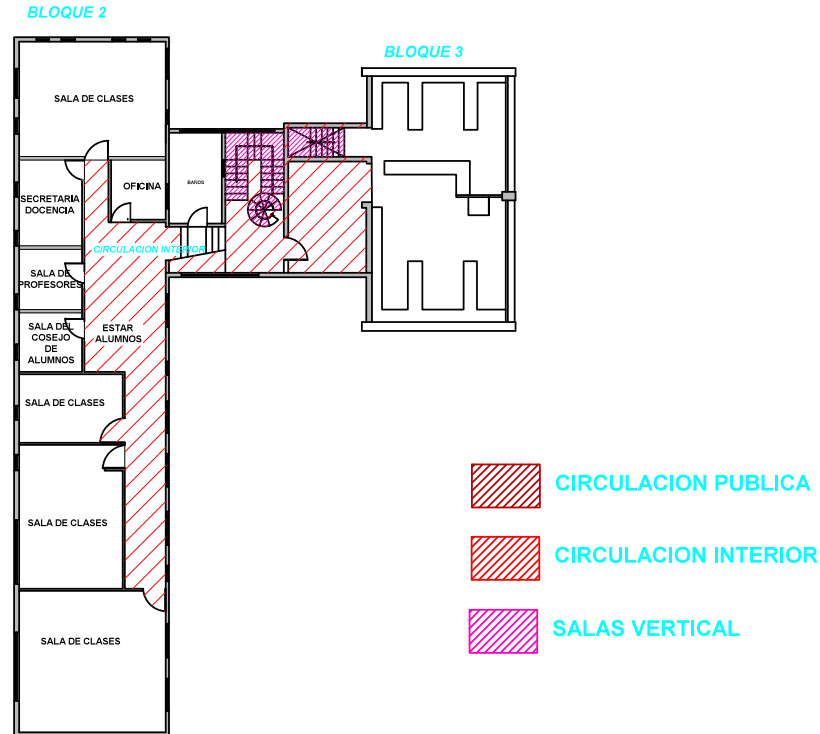 BLOQUE 2
BLOQUE 3
SALA DE CLASES
OFICINA
BAÑOS
SECRETARIA
DOCENCIA
CIRCULACION INTERIOR
SALA DE
PROFESORES
SALA DEL
COSEJO
DE
ALUMNOS
ESTAR
ALUMNOS
SALA DE CLASES
SALA DE CLASES
SALA DE CLASES
CIRCULACION PUBLICA
CIRCULACION INTERIOR
SALAS VERTICAL